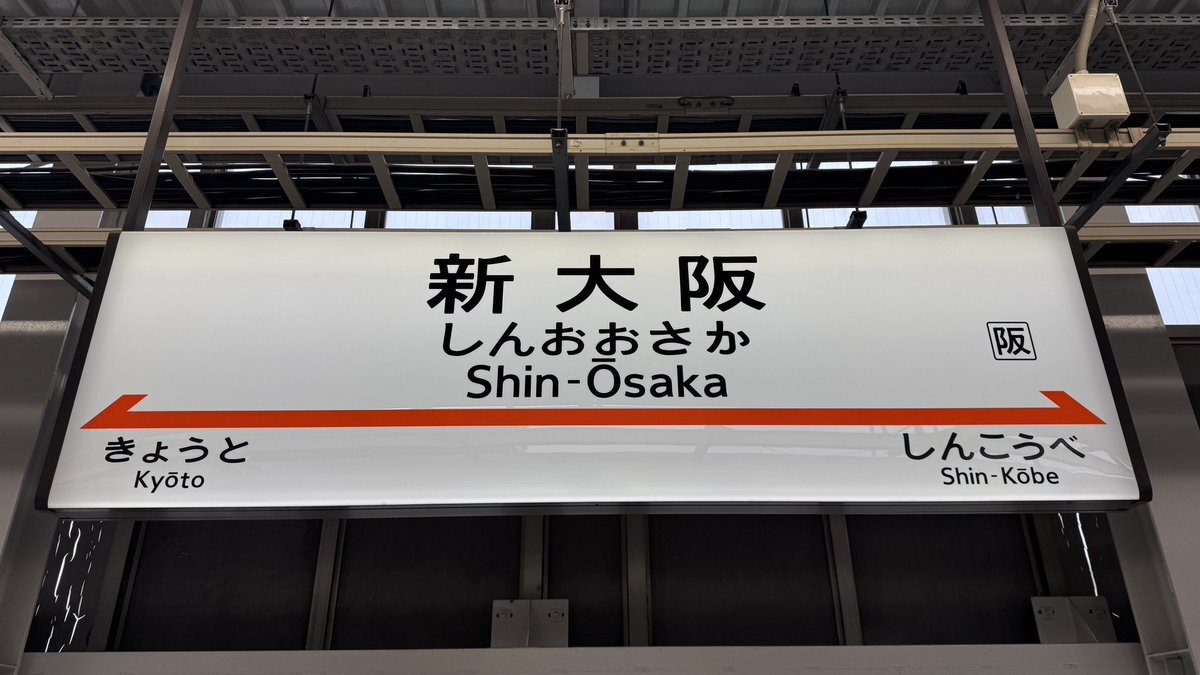 新大阪
しんおおさか
Shin-Ōsaka
阪
きょうと
Kyōto
しんこうべ
Shin-Kōbe